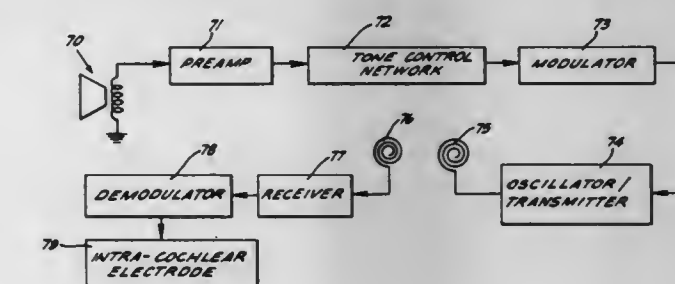 70
71
72
73
PREAMP
TONE CONTROL
NETWORK
MODULATOR
78
77
76
75
74
DEMODULATOR
RECEIVER
OSCILLATOR/
TRANSMITTER
79
INTRA-COCHLEAR
ELECTRODE